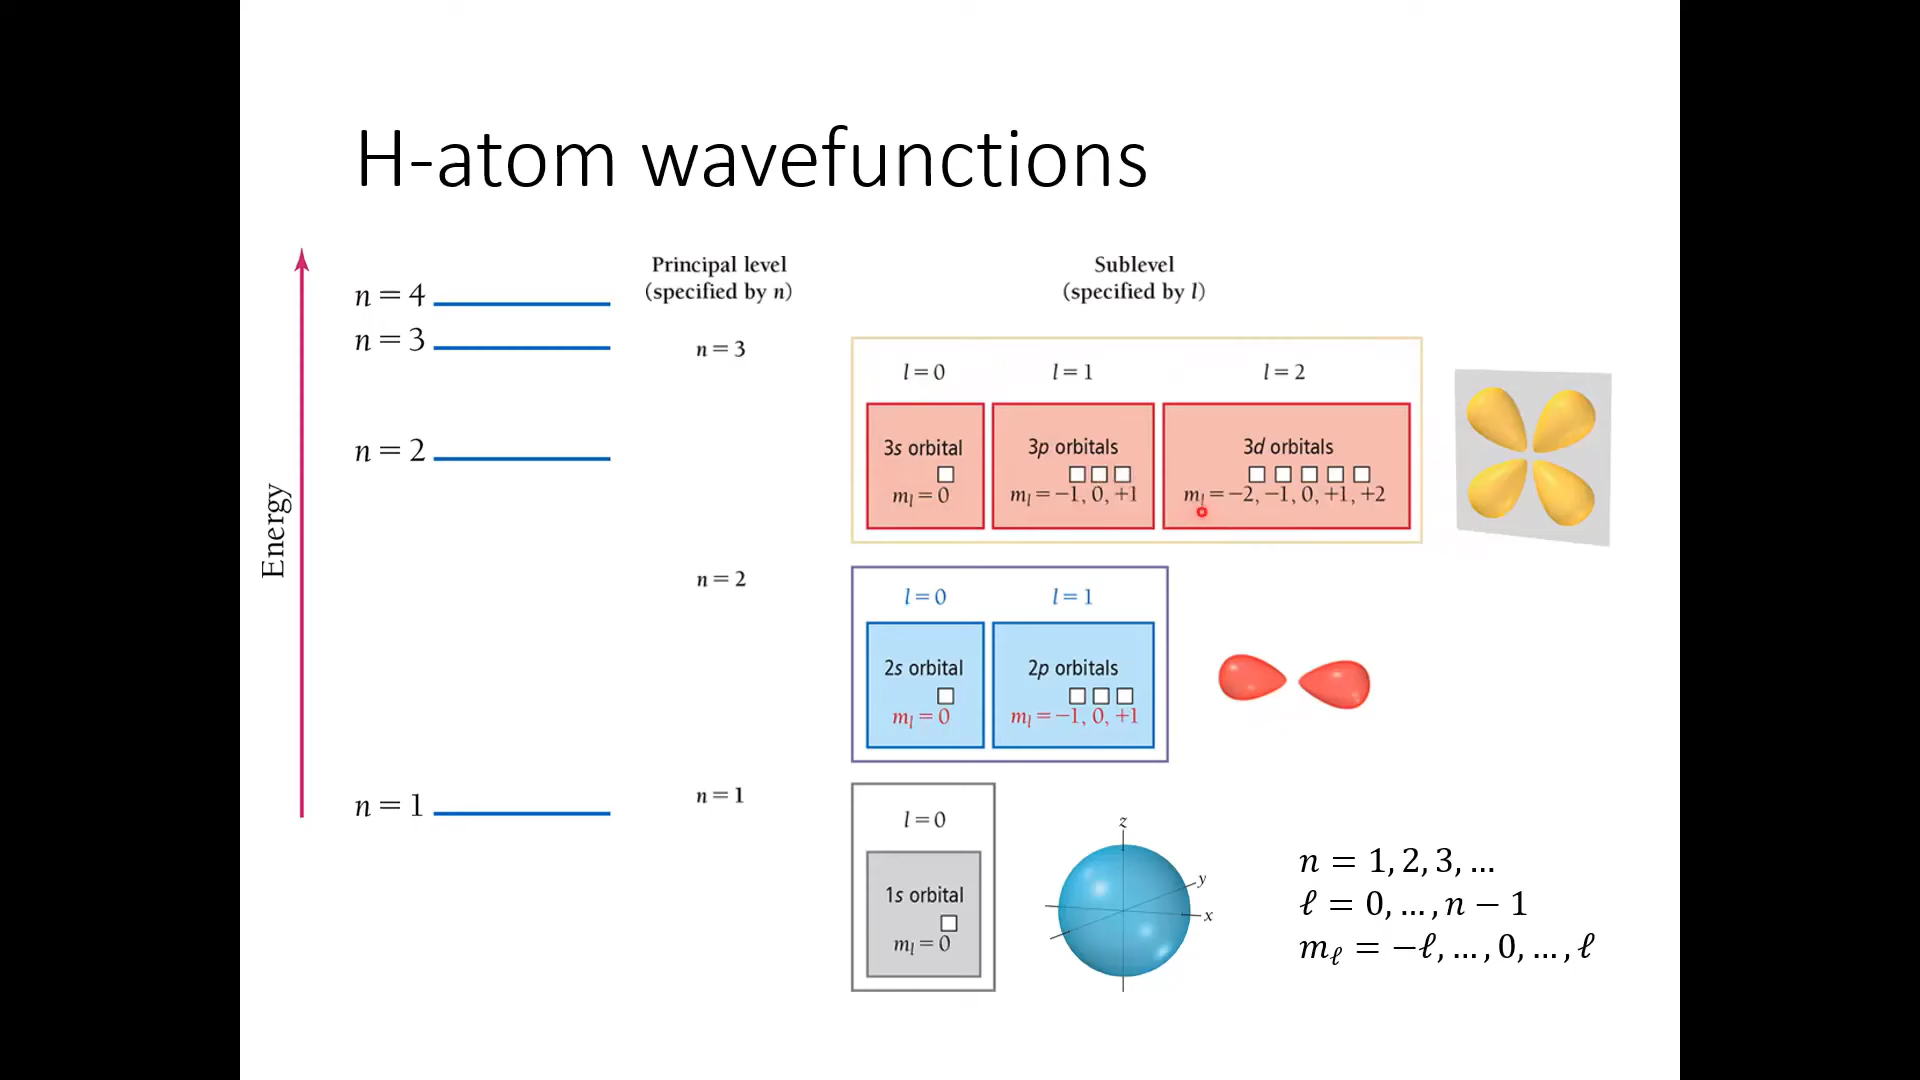 H-atom wavefunctions
Energy
n = 4
n = 3
n = 2
n = 1
Principal level
(specified by n)
Sublevel
(specified by l)
n = 3
l = 0
l = 1
l = 2
3s orbital
m_l = 0
3p orbitals
m_l = −1, 0, +1
3d orbitals
m_l = −2, −1, 0, +1, +2
n = 2
l = 0
l = 1
2s orbital
m_l = 0
2p orbitals
m_l = −1, 0, +1
n = 1
l = 0
1s orbital
m_l = 0
z
y
x
n = 1, 2, 3, …
ℓ = 0, … , n − 1
m_ℓ = −ℓ, … , 0, … , ℓ